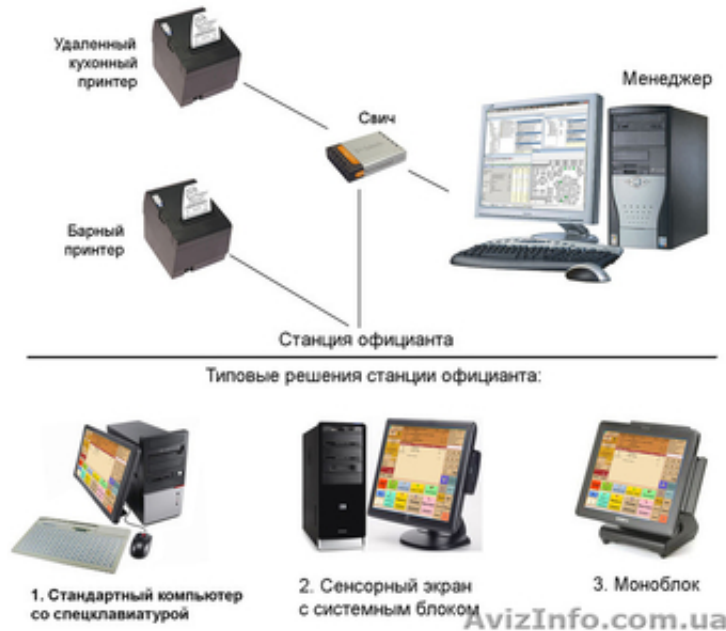 Удаленный
кухонный
принтер
Менеджер
Свич
Барный
принтер
Станция официанта
Типовые решения станции официанта:
1. Стандартный компьютер
со спецклавиатурой
2. Сенсорный экран
с системным блоком
3. Моноблок
AvizInfo.com.ua